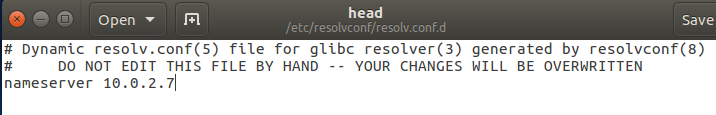 Open
head
/etc/resolvconf/resolv.conf.d
Save
# Dynamic resolv.conf(5) file for glibc resolver(3) generated by resolvconf(8)
#     DO NOT EDIT THIS FILE BY HAND -- YOUR CHANGES WILL BE OVERWRITTEN
nameserver 10.0.2.7